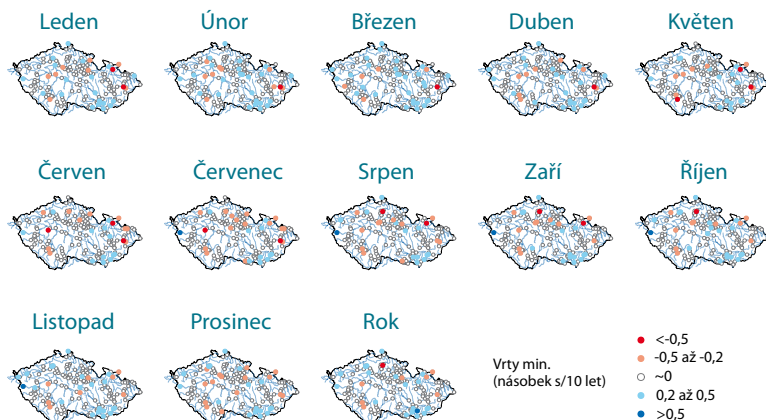 Leden
Únor
Březen
Duben
Květen
Červen
Červenec
Srpen
Zaří
Říjen
Listopad
Prosinec
Rok
Vrty min.
(násobek s/10 let)
<-0,5
-0,5 až -0,2
~0
0,2 až 0,5
>0,5